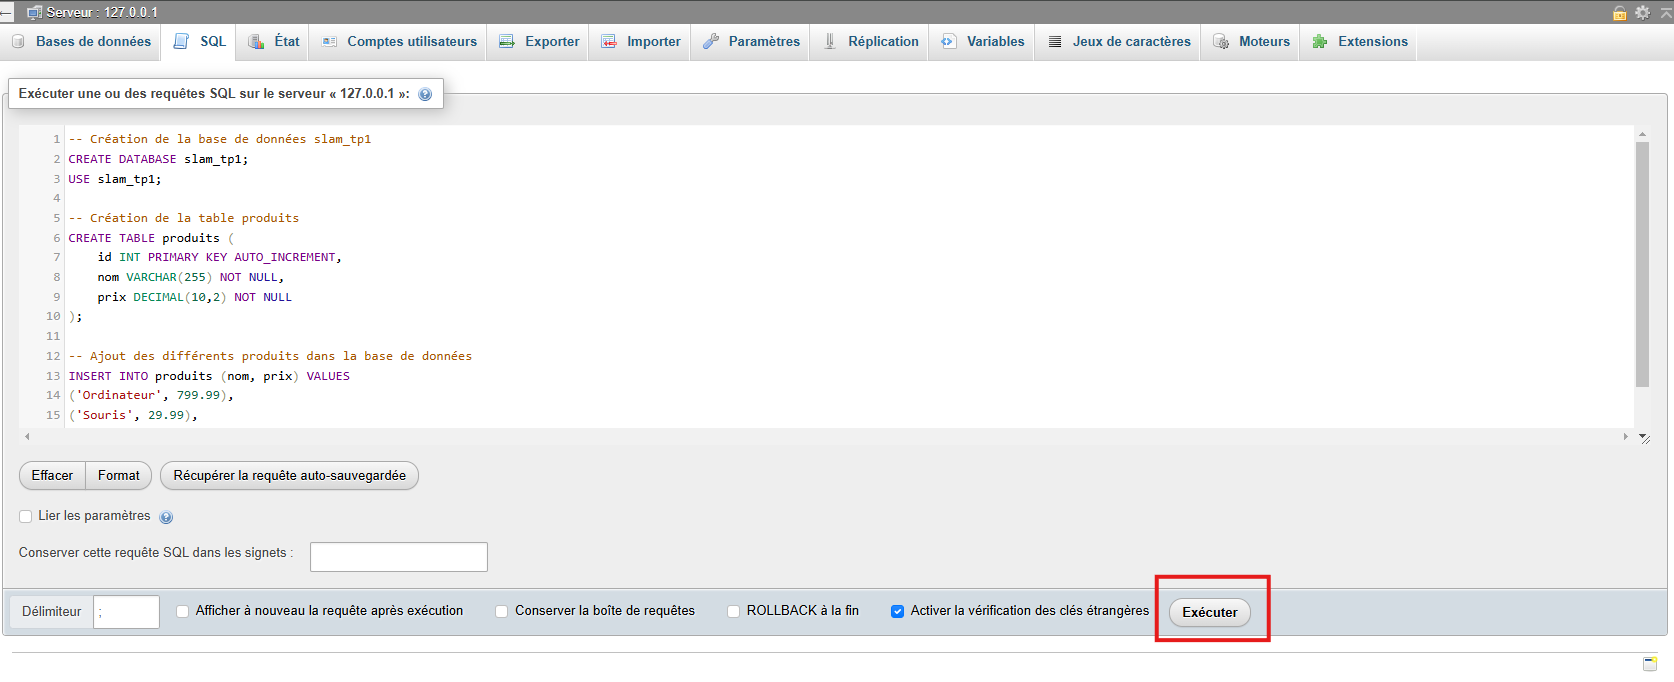 Serveur : 127.0.0.1
Bases de données SQL État Comptes utilisateurs Exporter Importer Paramètres Réplication Variables Jeux de caractères Moteurs Extensions
Exécuter une ou des requêtes SQL sur le serveur « 127.0.0.1 »:
1 -- Création de la base de données slam_tp1
2 CREATE DATABASE slam_tp1;
3 USE slam_tp1;
4
5 -- Création de la table produits
6 CREATE TABLE produits (
7 id INT PRIMARY KEY AUTO_INCREMENT,
8 nom VARCHAR(255) NOT NULL,
9 prix DECIMAL(10,2) NOT NULL
10 );
11
12 -- Ajout des différents produits dans la base de données
13 INSERT INTO produits (nom, prix) VALUES
14 ('Ordinateur', 799.99),
15 ('Souris', 29.99),
Effacer Format Récupérer la requête auto-sauvegardée
Lier les paramètres
Conserver cette requête SQL dans les signets :
Délimiteur ; Afficher à nouveau la requête après exécution Conserver la boîte de requêtes ROLLBACK à la fin Activer la vérification des clés étrangères Exécuter